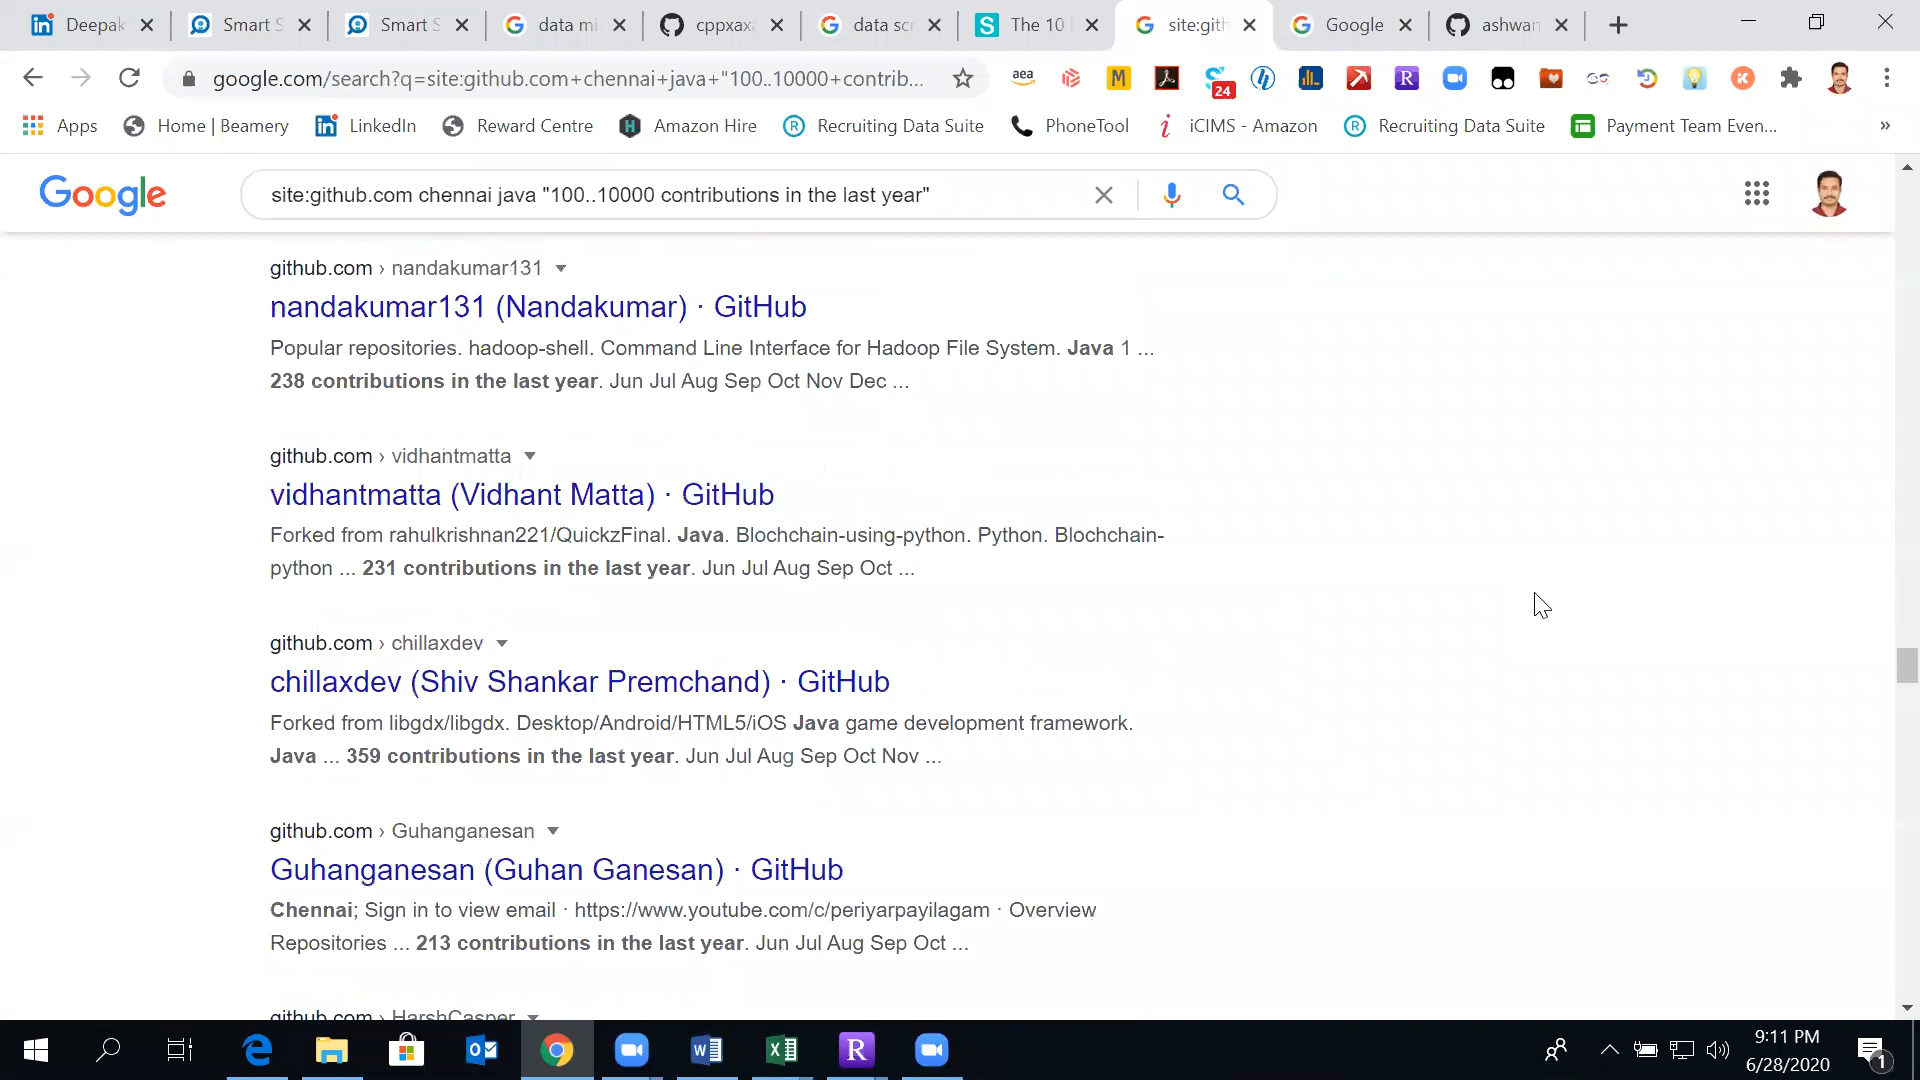 Deepak
Smart S
Smart S
data mi
cppxax
data scr
The 10
site:gith
Google
ashwan
google.com/search?q=site:github.com+chennai+java+"100..10000+contrib...
aea
M
24
R
K
Apps
Home | Beamery
LinkedIn
Reward Centre
Amazon Hire
Recruiting Data Suite
PhoneTool
iCIMS - Amazon
Recruiting Data Suite
Payment Team Even...
»
Google
site:github.com chennai java "100..10000 contributions in the last year"
github.com › nandakumar131
nandakumar131 (Nandakumar) · GitHub
Popular repositories. hadoop-shell. Command Line Interface for Hadoop File System. Java 1 ...
238 contributions in the last year. Jun Jul Aug Sep Oct Nov Dec ...
github.com › vidhantmatta
vidhantmatta (Vidhant Matta) · GitHub
Forked from rahulkrishnan221/QuickzFinal. Java. Blochchain-using-python. Python. Blochchain-
python ... 231 contributions in the last year. Jun Jul Aug Sep Oct ...
github.com › chillaxdev
chillaxdev (Shiv Shankar Premchand) · GitHub
Forked from libgdx/libgdx. Desktop/Android/HTML5/iOS Java game development framework.
Java ... 359 contributions in the last year. Jun Jul Aug Sep Oct Nov ...
github.com › Guhanganesan
Guhanganesan (Guhan Ganesan) · GitHub
Chennai; Sign in to view email · https://www.youtube.com/c/periyarpayilagam · Overview
Repositories ... 213 contributions in the last year. Jun Jul Aug Sep Oct ...
github.com › HarshCasper
9:11 PM
6/28/2020
1